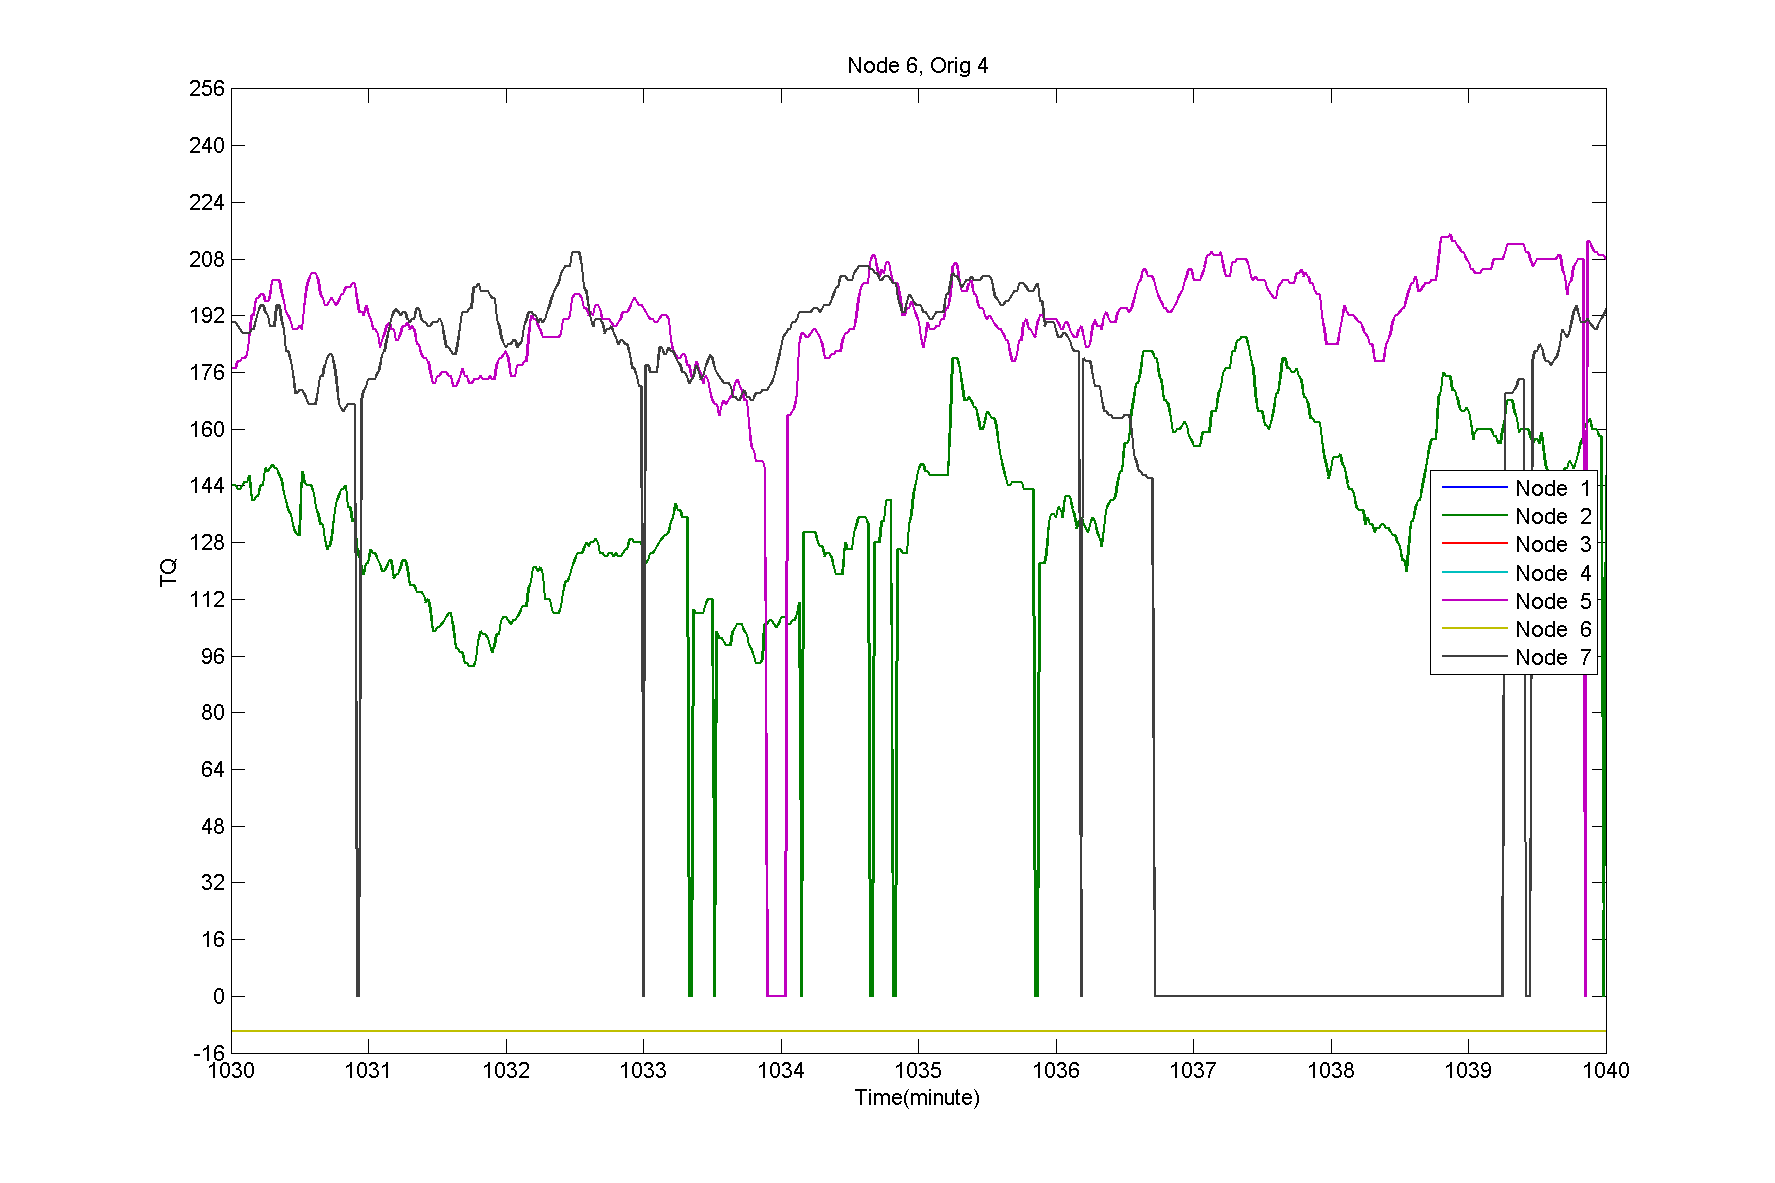 Node 6, Orig 4
256
240
224
208
192
176
160
144
128
112
96
80
64
48
32
16
0
-16
TQ
Node 1
Node 2
Node 3
Node 4
Node 5
Node 6
Node 7
1030 1031 1032 1033 1034 1035 1036 1037 1038 1039 1040
Time(minute)